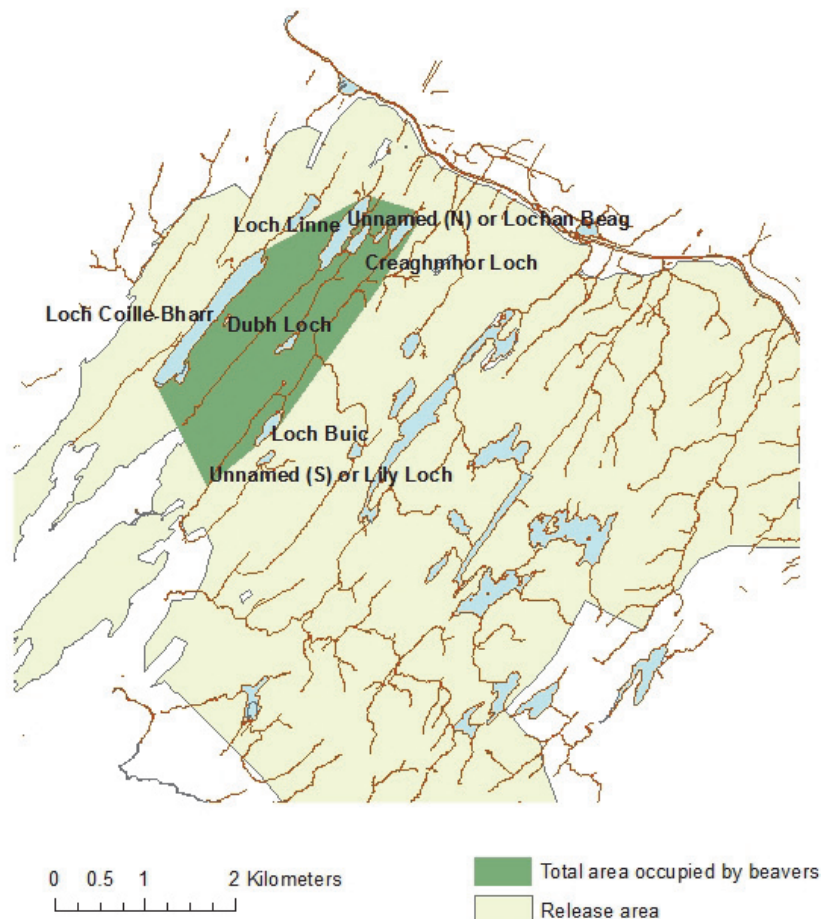 Loch Linne
Unnamed (N) or Lochan Beag
Creaghmhor Loch
Loch Coille-Bharr
Dubh Loch
Loch Buic
Unnamed (S) or Lily Loch
0 0.5 1 2 Kilometers
Total area occupied by beavers
Release area